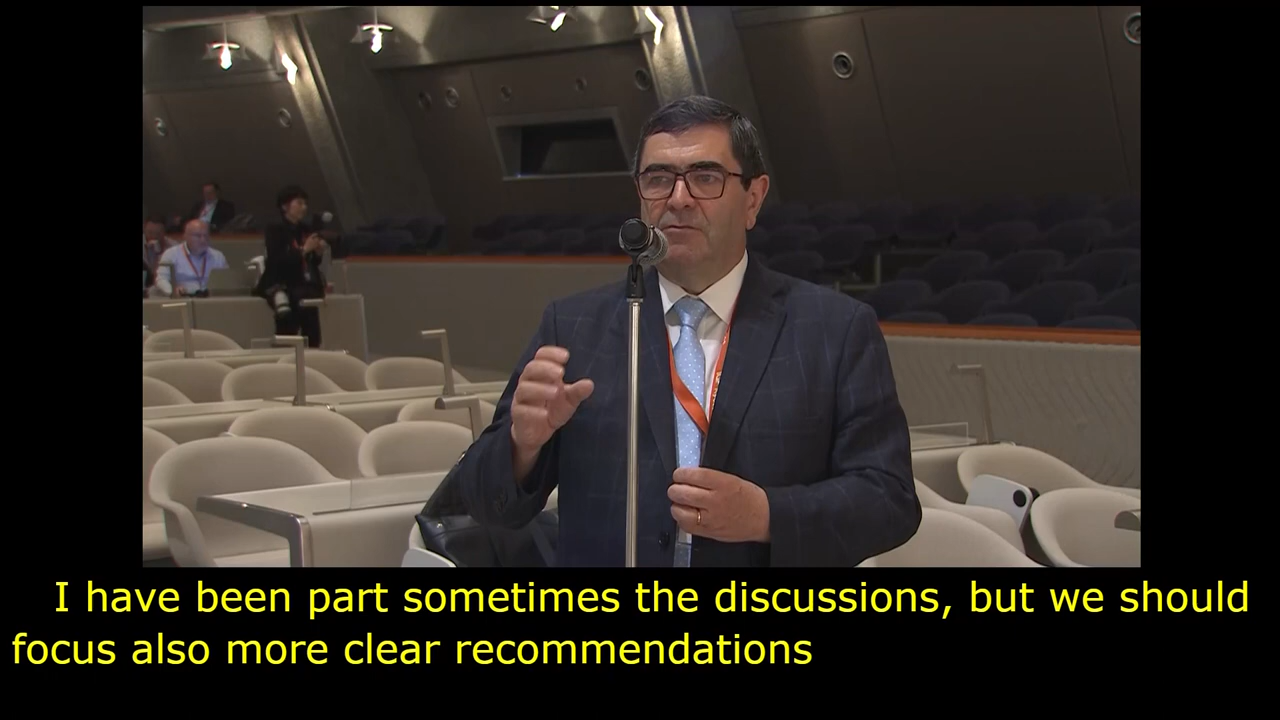 I have been part sometimes the discussions, but we should
focus also more clear recommendations